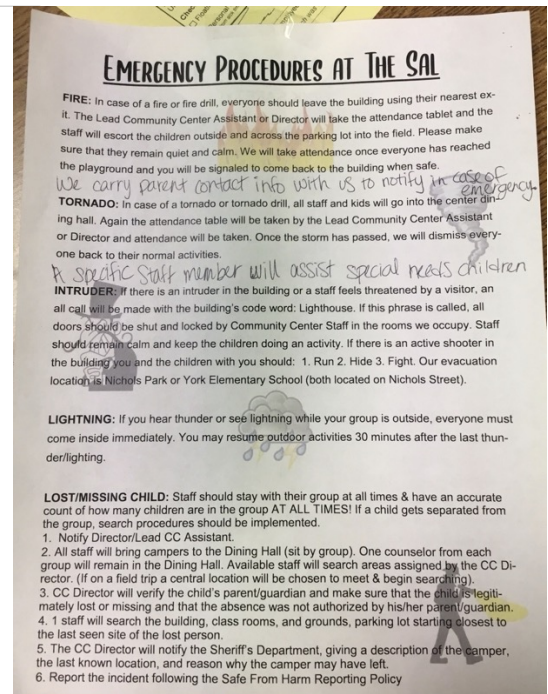 EMERGENCY PROCEDURES AT THE SAL
FIRE: In case of a fire or fire drill, everyone should leave the building using their nearest ex-
it. The Lead Community Center Assistant or Director will take the attendance tablet and the
staff will escort the children outside and across the parking lot into the field. Please make
sure that they remain quiet and calm. We will take attendance once everyone has reached
the playground and you will be signaled to come back to the building when safe.
We carry parent contact info with us to notify in case of
emergency.
TORNADO: In case of a tornado or tornado drill, all staff and kids will go into the center din-
ing hall. Again the attendance table will be taken by the Lead Community Center Assistant
or Director and attendance will be taken. Once the storm has passed, we will dismiss every-
one back to their normal activities.
A specific staff member will assist special needs children
INTRUDER: If there is an intruder in the building or a staff feels threatened by a visitor, an
all call will be made with the building's code word: Lighthouse. If this phrase is called, all
doors should be shut and locked by Community Center Staff in the rooms we occupy. Staff
should remain calm and keep the children doing an activity. If there is an active shooter in
the building you and the children with you should: 1. Run 2. Hide 3. Fight. Our evacuation
location is Nichols Park or York Elementary School (both located on Nichols Street).
LIGHTNING: If you hear thunder or see lightning while your group is outside, everyone must
come inside immediately. You may resume outdoor activities 30 minutes after the last thun-
der/lighting.
LOST/MISSING CHILD: Staff should stay with their group at all times & have an accurate
count of how many children are in the group AT ALL TIMES! If a child gets separated from
the group, search procedures should be implemented.
1. Notify Director/Lead CC Assistant.
2. All staff will bring campers to the Dining Hall (sit by group). One counselor from each
group will remain in the Dining Hall. Available staff will search areas assigned by the CC Di-
rector. (If on a field trip a central location will be chosen to meet & begin searching).
3. CC Director will verify the child's parent/guardian and make sure that the child is legiti-
mately lost or missing and that the absence was not authorized by his/her parent/guardian.
4. 1 staff will search the building, class rooms, and grounds, parking lot starting closest to
the last seen site of the lost person.
5. The CC Director will notify the Sheriff's Department, giving a description of the camper,
the last known location, and reason why the camper may have left.
6. Report the incident following the Safe From Harm Reporting Policy